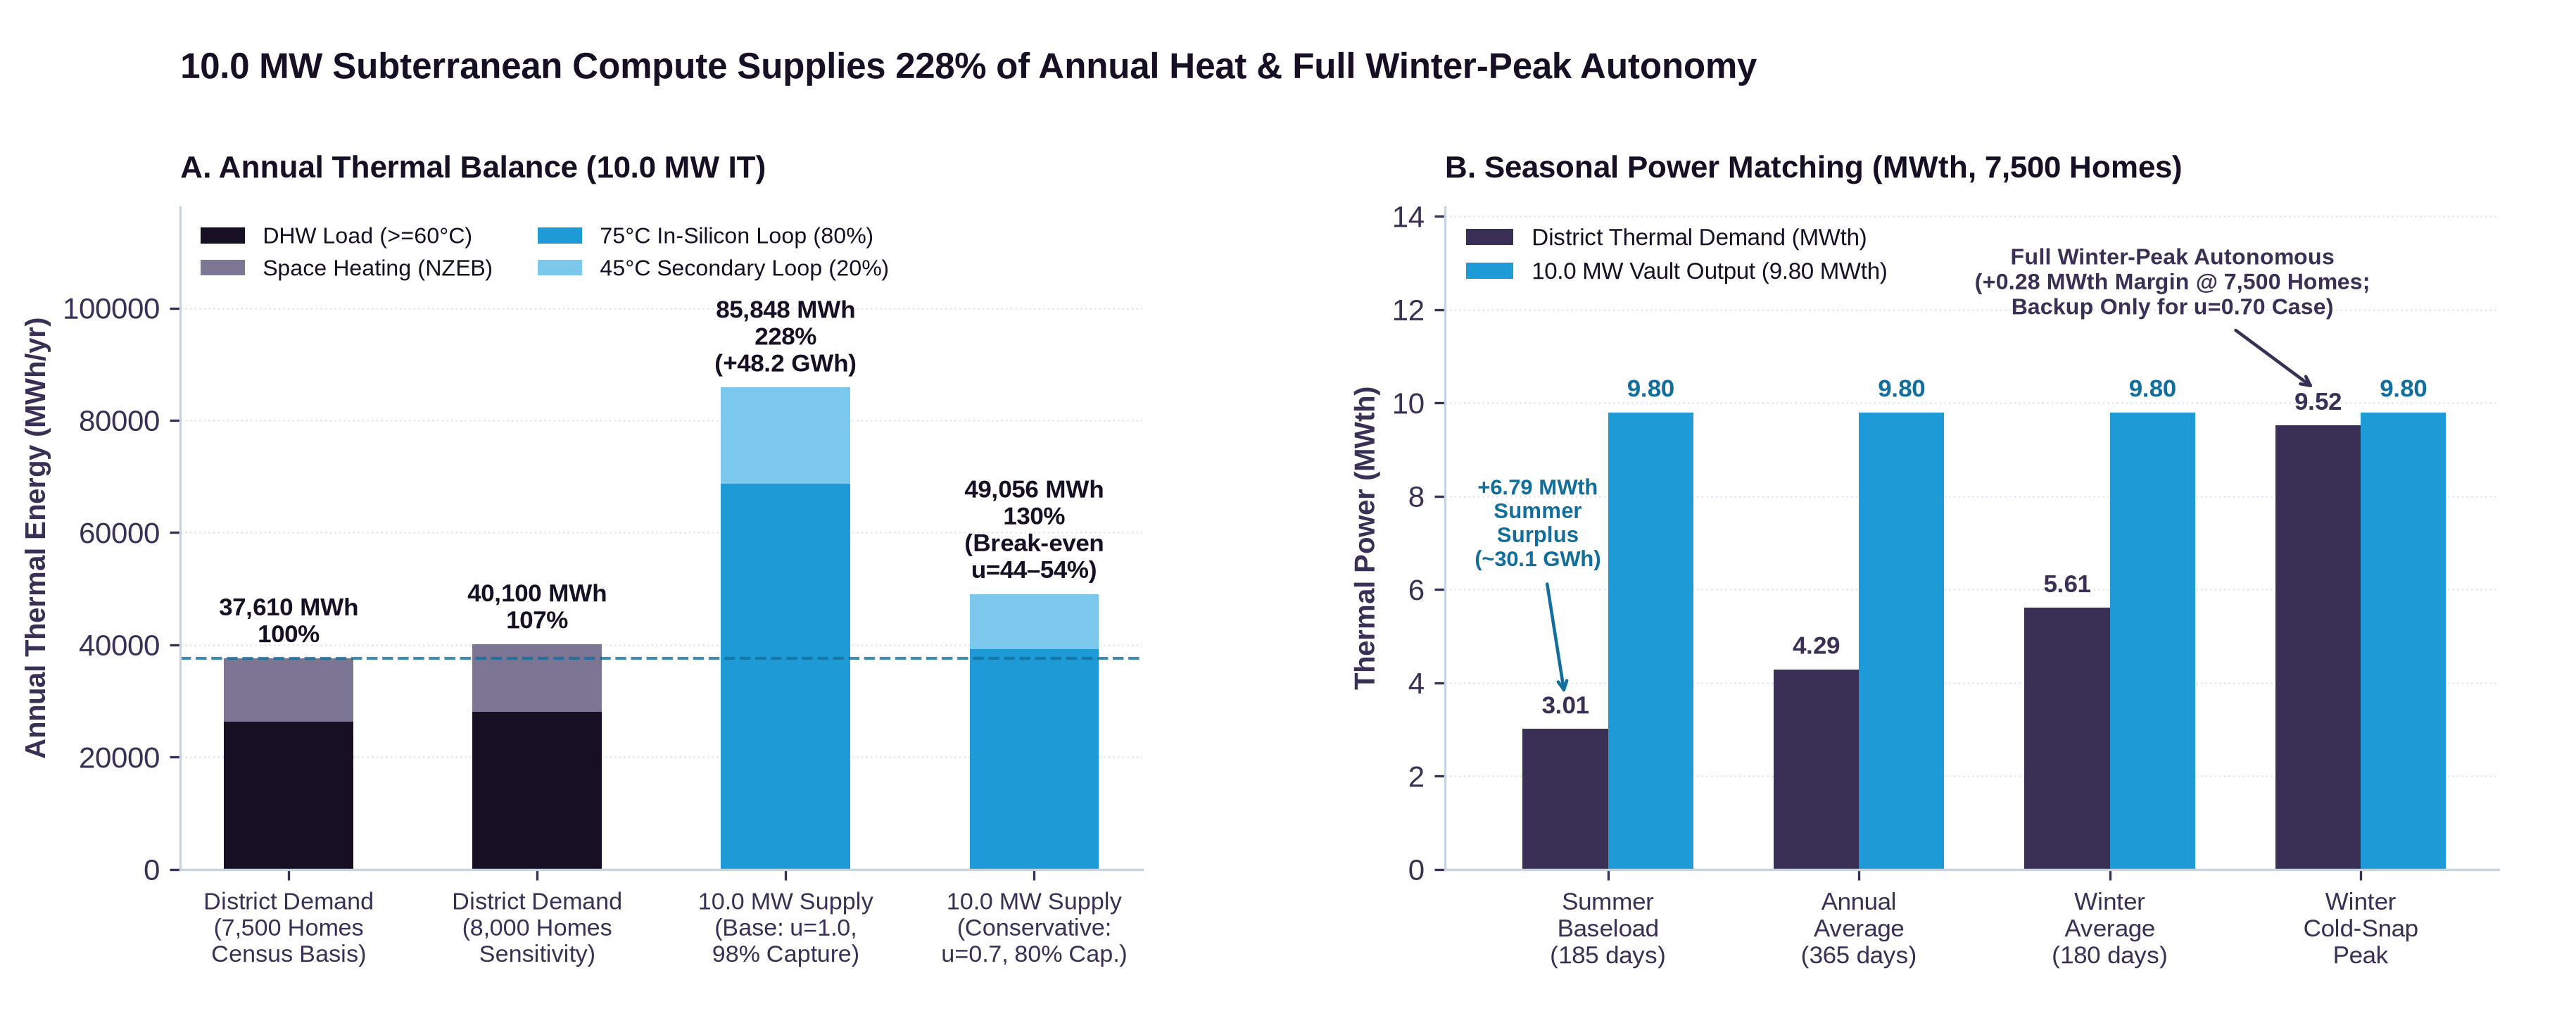 10.0 MW Subterranean Compute Supplies 228% of Annual Heat & Full Winter-Peak Autonomy
A. Annual Thermal Balance (10.0 MW IT)
DHW Load (>=60°C)
Space Heating (NZEB)
75°C In-Silicon Loop (80%)
45°C Secondary Loop (20%)
Annual Thermal Energy (MWh/yr)
100000
80000
60000
40000
20000
0
37,610 MWh
100%
40,100 MWh
107%
85,848 MWh
228%
(+48.2 GWh)
49,056 MWh
130%
(Break-even
u=44–54%)
District Demand
(7,500 Homes
Census Basis)
District Demand
(8,000 Homes
Sensitivity)
10.0 MW Supply
(Base: u=1.0,
98% Capture)
10.0 MW Supply
(Conservative:
u=0.7, 80% Cap.)
B. Seasonal Power Matching (MWth, 7,500 Homes)
District Thermal Demand (MWth)
10.0 MW Vault Output (9.80 MWth)
Full Winter-Peak Autonomous
(+0.28 MWth Margin @ 7,500 Homes;
Backup Only for u=0.70 Case)
Thermal Power (MWth)
14
12
10
8
6
4
2
0
+6.79 MWth
Summer
Surplus
(~30.1 GWh)
3.01
9.80
4.29
9.80
5.61
9.80
9.52
9.80
Summer
Baseload
(185 days)
Annual
Average
(365 days)
Winter
Average
(180 days)
Winter
Cold-Snap
Peak